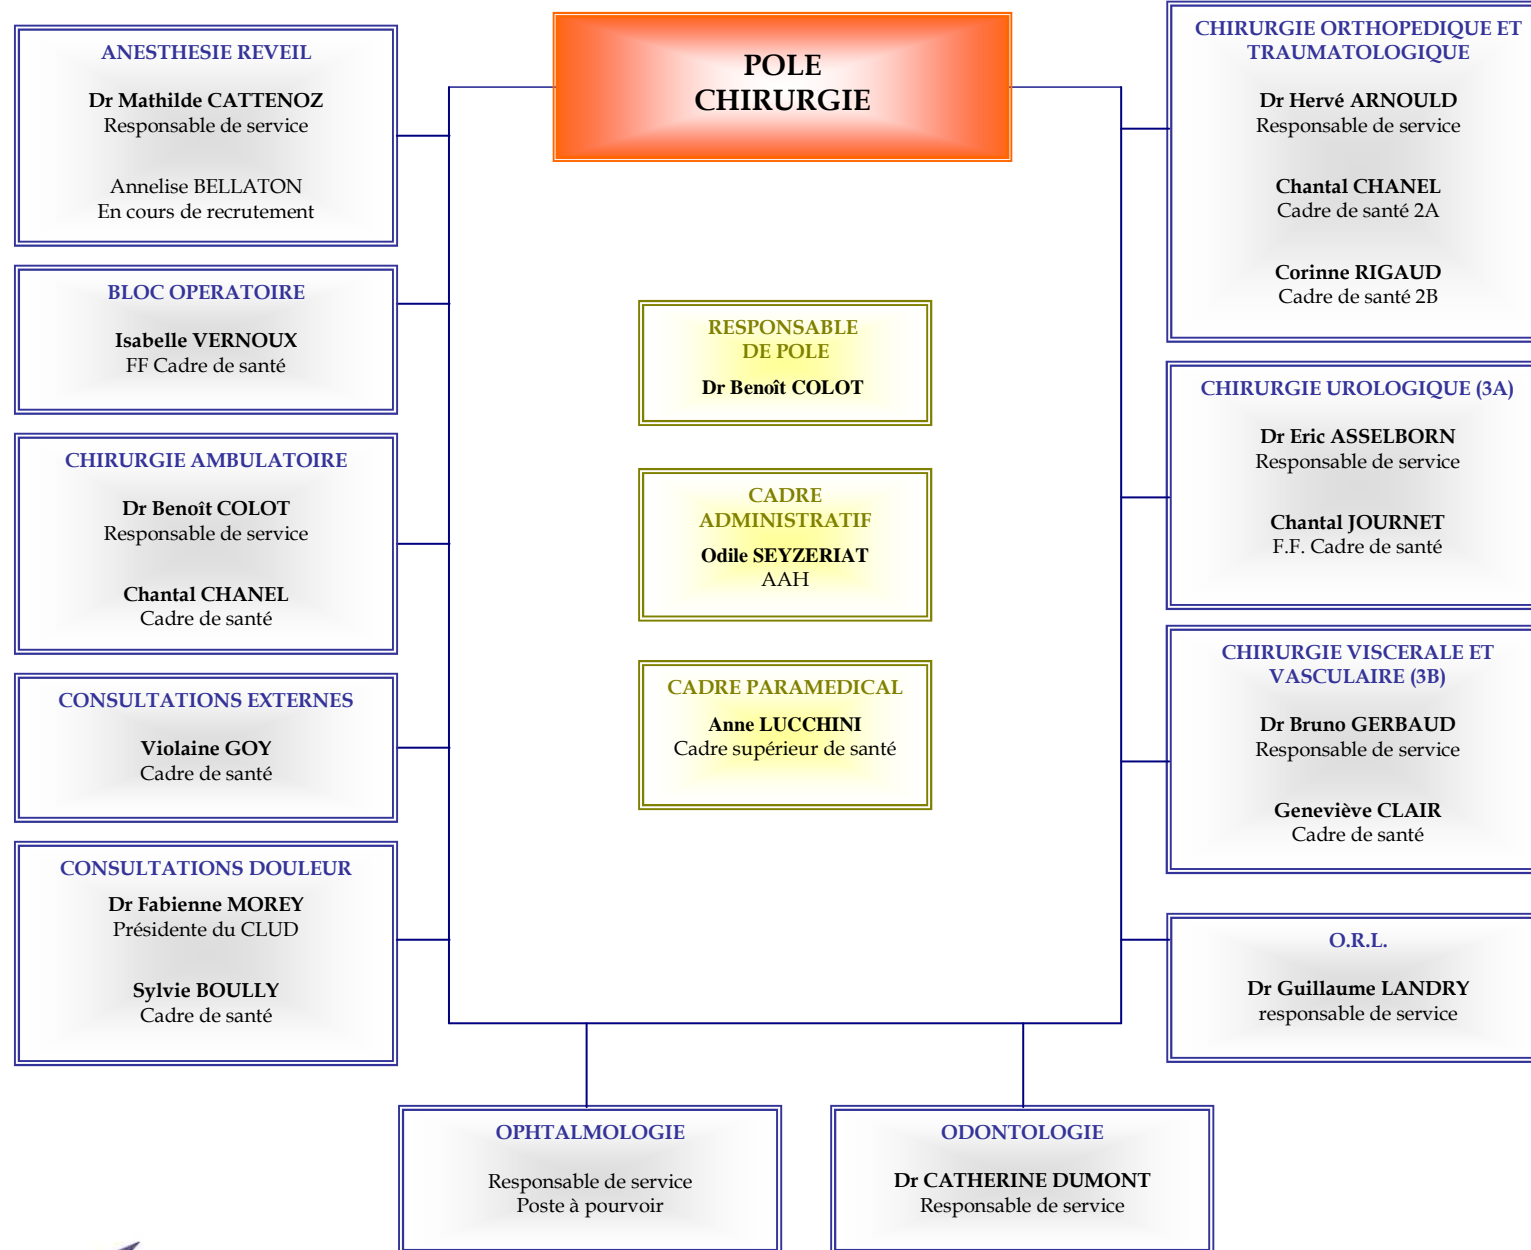 POLE
CHIRURGIE
ANESTHESIE REVEIL
Dr Mathilde CATTENOZ
Responsable de service
Annelise BELLATON
En cours de recrutement
BLOC OPERATOIRE
Isabelle VERNOUX
FF Cadre de santé
CHIRURGIE AMBULATOIRE
Dr Benoît COLOT
Responsable de service
Chantal CHANEL
Cadre de santé
CONSULTATIONS EXTERNES
Violaine GOY
Cadre de santé
CONSULTATIONS DOULEUR
Dr Fabienne MOREY
Présidente du CLUD
Sylvie BOULLY
Cadre de santé
RESPONSABLE
DE POLE
Dr Benoît COLOT
CADRE
ADMINISTRATIF
Odile SEYZERIAT
AAH
CADRE PARAMEDICAL
Anne LUCCHINI
Cadre supérieur de santé
CHIRURGIE ORTHOPEDIQUE ET
TRAUMATOLOGIQUE
Dr Hervé ARNOULD
Responsable de service
Chantal CHANEL
Cadre de santé 2A
Corinne RIGAUD
Cadre de santé 2B
CHIRURGIE UROLOGIQUE (3A)
Dr Eric ASSELBORN
Responsable de service
Chantal JOURNET
F.F. Cadre de santé
CHIRURGIE VISCERALE ET
VASCULAIRE (3B)
Dr Bruno GERBAUD
Responsable de service
Geneviève CLAIR
Cadre de santé
O.R.L.
Dr Guillaume LANDRY
responsable de service
OPHTALMOLOGIE
Responsable de service
Poste à pourvoir
ODONTOLOGIE
Dr CATHERINE DUMONT
Responsable de service